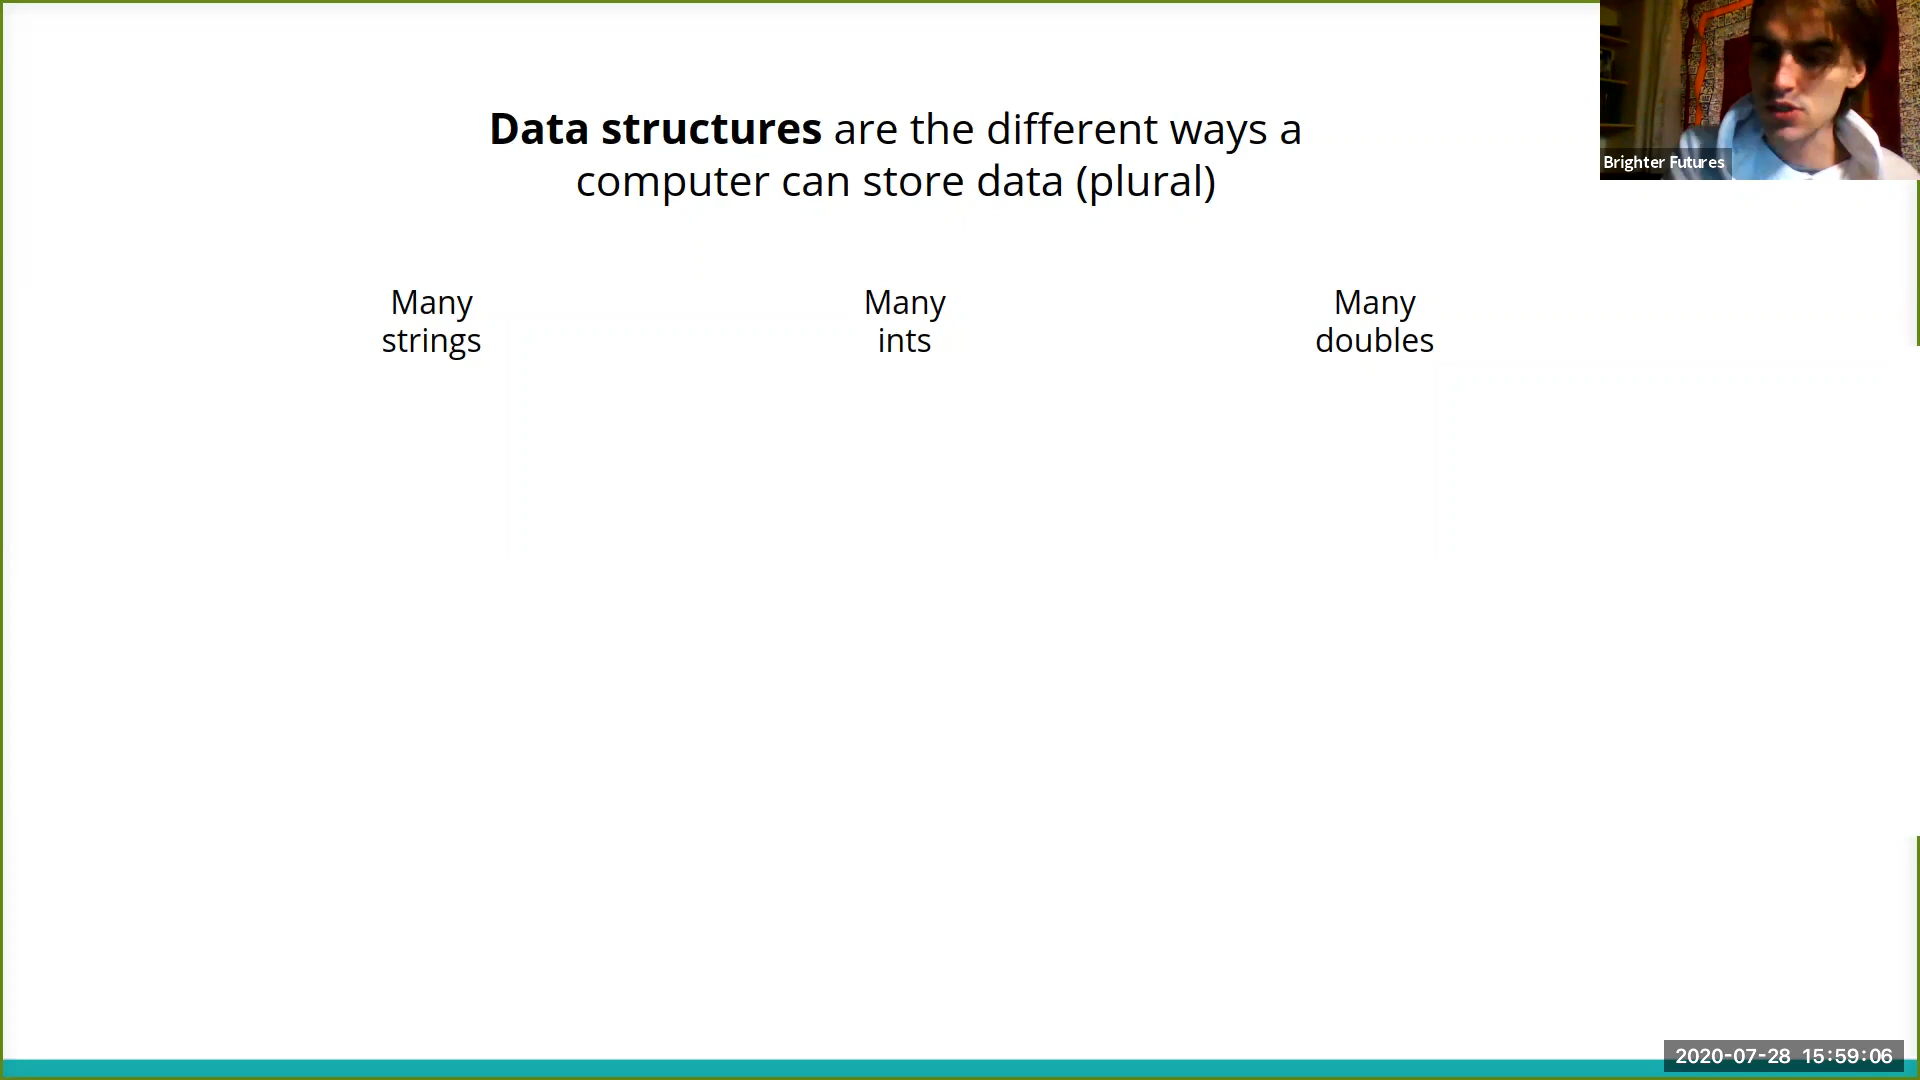 Data structures are the different ways a
computer can store data (plural)
Many
strings
Many
ints
Many
doubles
Brighter Futures
2020-07-28 15:59:06